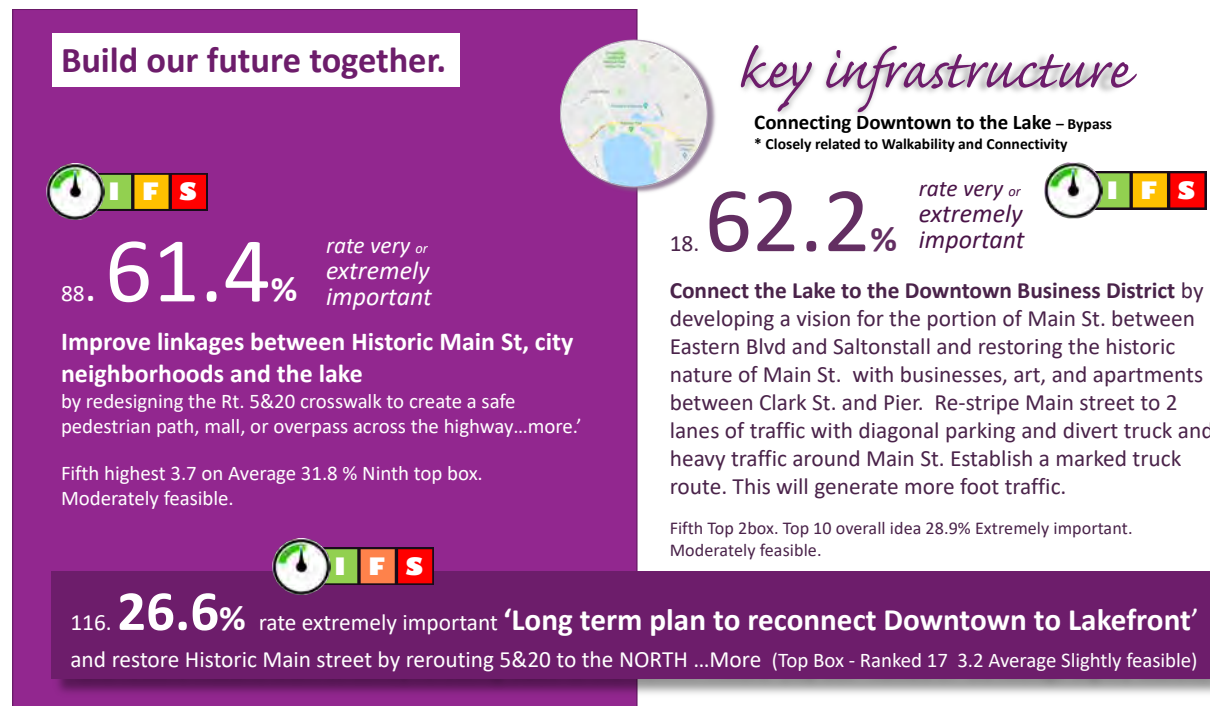 Build our future together.
I F S
88. 61.4% rate very or
extremely
important
Improve linkages between Historic Main St, city
neighborhoods and the lake
by redesigning the Rt. 5&20 crosswalk to create a safe
pedestrian path, mall, or overpass across the highway…more.’
Fifth highest 3.7 on Average 31.8 % Ninth top box.
Moderately feasible.
key infrastructure
Connecting Downtown to the Lake – Bypass
* Closely related to Walkability and Connectivity
I F S
18. 62.2% rate very or
extremely
important
Connect the Lake to the Downtown Business District by
developing a vision for the portion of Main St. between
Eastern Blvd and Saltonstall and restoring the historic
nature of Main St. with businesses, art, and apartments
between Clark St. and Pier. Re-stripe Main street to 2
lanes of traffic with diagonal parking and divert truck and
heavy traffic around Main St. Establish a marked truck
route. This will generate more foot traffic.
Fifth Top 2box. Top 10 overall idea 28.9% Extremely important.
Moderately feasible.
I F S
116. 26.6% rate extremely important ‘Long term plan to reconnect Downtown to Lakefront’
and restore Historic Main street by rerouting 5&20 to the NORTH ...More (Top Box - Ranked 17 3.2 Average Slightly feasible)